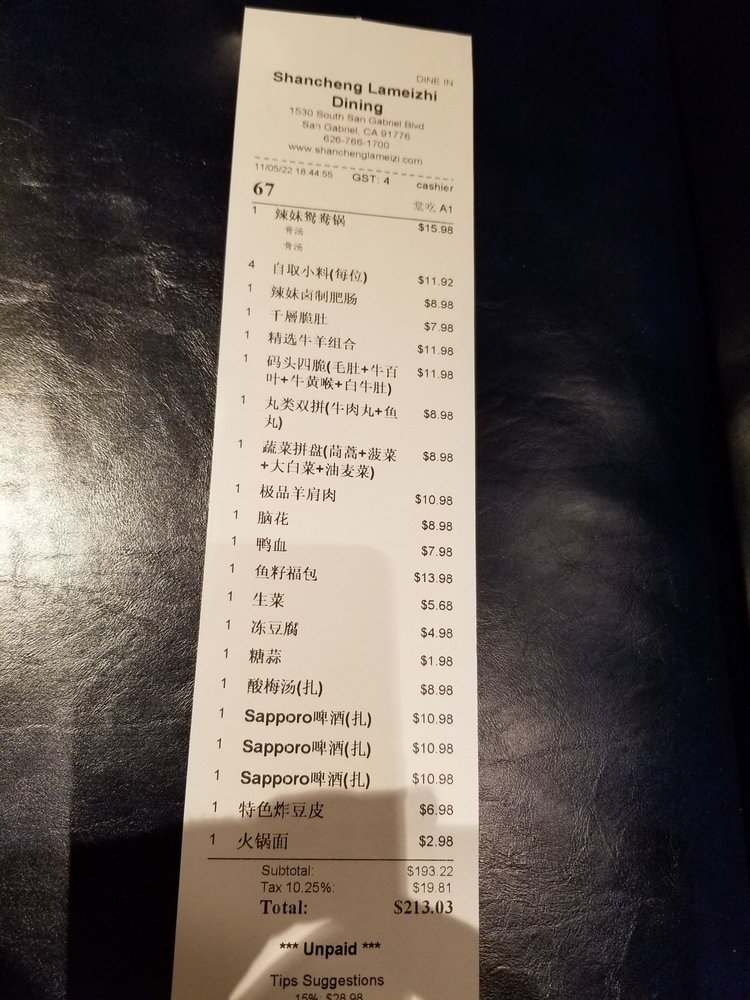 DINE IN
Shancheng Lameizhi
Dining
1530 South San Gabriel Blvd
San Gabriel, CA 91776
626-766-1700
www.shanchenglameizi.com
11/05/22 18:44:55 GST: 4 cashier
67 堂吃 A1
1 辣妹鸳鸯锅 $15.98
骨汤
骨汤
4 自取小料(每位) $11.92
1 辣妹卤制肥肠 $8.98
1 千層脆肚 $7.98
1 精选牛羊组合 $11.98
1 码头四脆(毛肚+牛百 $11.98
叶+牛黄喉+白牛肚)
1 丸类双拼(牛肉丸+鱼 $8.98
丸)
1 蔬菜拼盘(茼蒿+菠菜 $8.98
+大白菜+油麦菜)
1 极品羊肩肉 $10.98
1 脑花 $8.98
1 鸭血 $7.98
1 鱼籽福包 $13.98
1 生菜 $5.68
1 冻豆腐 $4.98
1 糖蒜 $1.98
1 酸梅汤(扎) $8.98
1 Sapporo啤酒(扎) $10.98
1 Sapporo啤酒(扎) $10.98
1 Sapporo啤酒(扎) $10.98
1 特色炸豆皮 $6.98
1 火锅面 $2.98
Subtotal: $193.22
Tax 10.25%: $19.81
Total: $213.03
*** Unpaid ***
Tips Suggestions
15%: $28.98